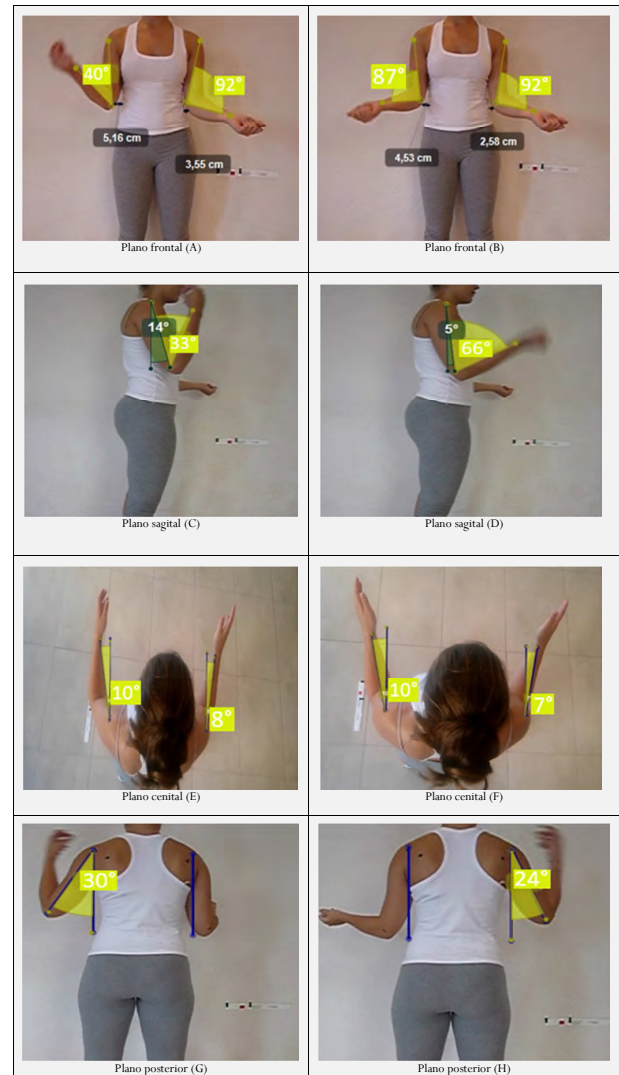 40° 92°
5,16 cm
3,55 cm
Plano frontal (A)
87° 92°
2,58 cm
4,53 cm
Plano frontal (B)
14°
33°
Plano sagital (C)
5°
66°
Plano sagital (D)
10°
8°
Plano cenital (E)
10°
7°
Plano cenital (F)
30°
Plano posterior (G)
24°
Plano posterior (H)